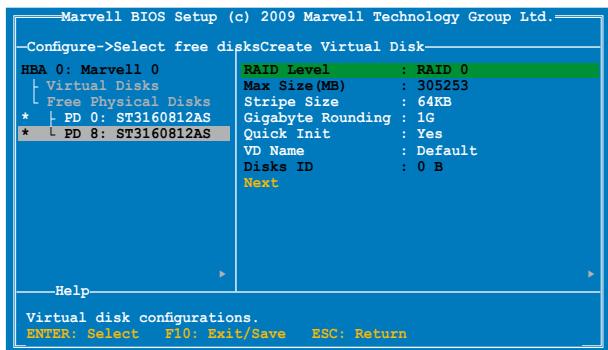 Marvell BIOS Setup (c) 2009 Marvell Technology Group Ltd.
Configure->Select free disksCreate Virtual Disk
HBA 0: Marvell 0
Virtual Disks
Free Physical Disks
* PD 0: ST3160812AS
* PD 8: ST3160812AS
RAID Level : RAID 0
Max Size(MB) : 305253
Stripe Size : 64KB
Gigabyte Rounding : 1G
Quick Init : Yes
VD Name : Default
Disks ID : 0 B
Next
Help
Virtual disk configurations.
ENTER: Select F10: Exit/Save ESC: Return